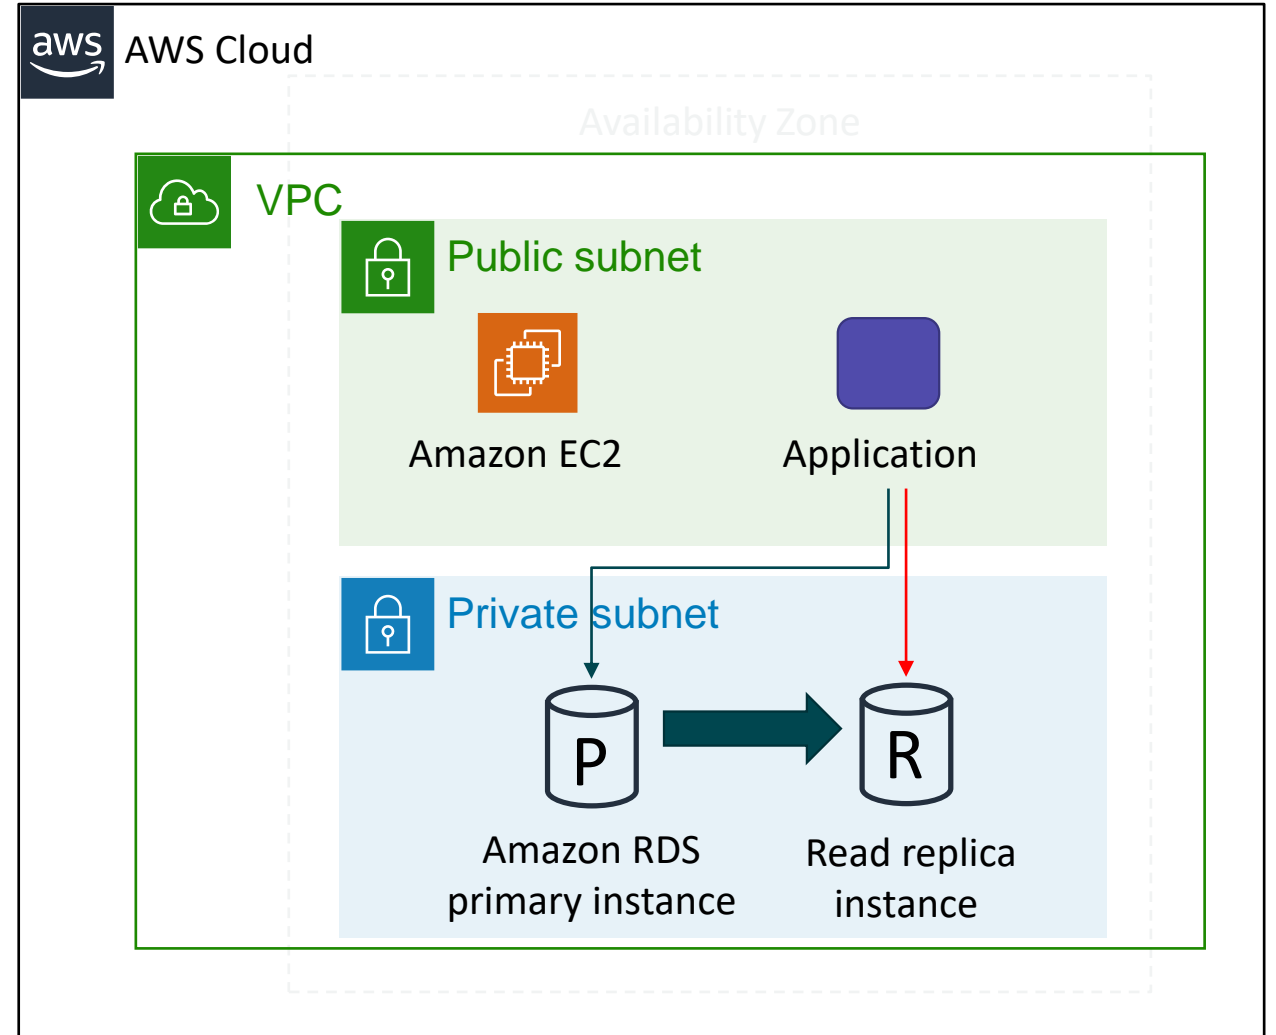 aws
AWS Cloud
Availability Zone
VPC
Public subnet
Amazon EC2
Application
Private subnet
P
R
Amazon RDS
primary instance
Read replica
instance